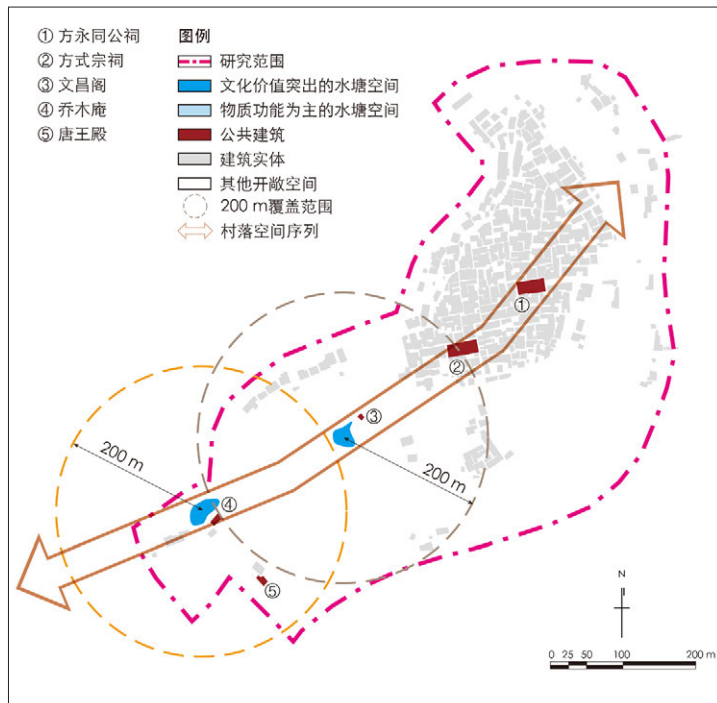 ① 方永同公祠
② 方式宗祠
③ 文昌阁
④ 乔木庵
⑤ 唐王殿
图例
研究范围
文化价值突出的水塘空间
物质功能为主的水塘空间
公共建筑
建筑实体
其他开敞空间
200 m覆盖范围
村落空间序列
①
②
③
200 m
200 m
④
⑤
N
0 25 50 100 200 m